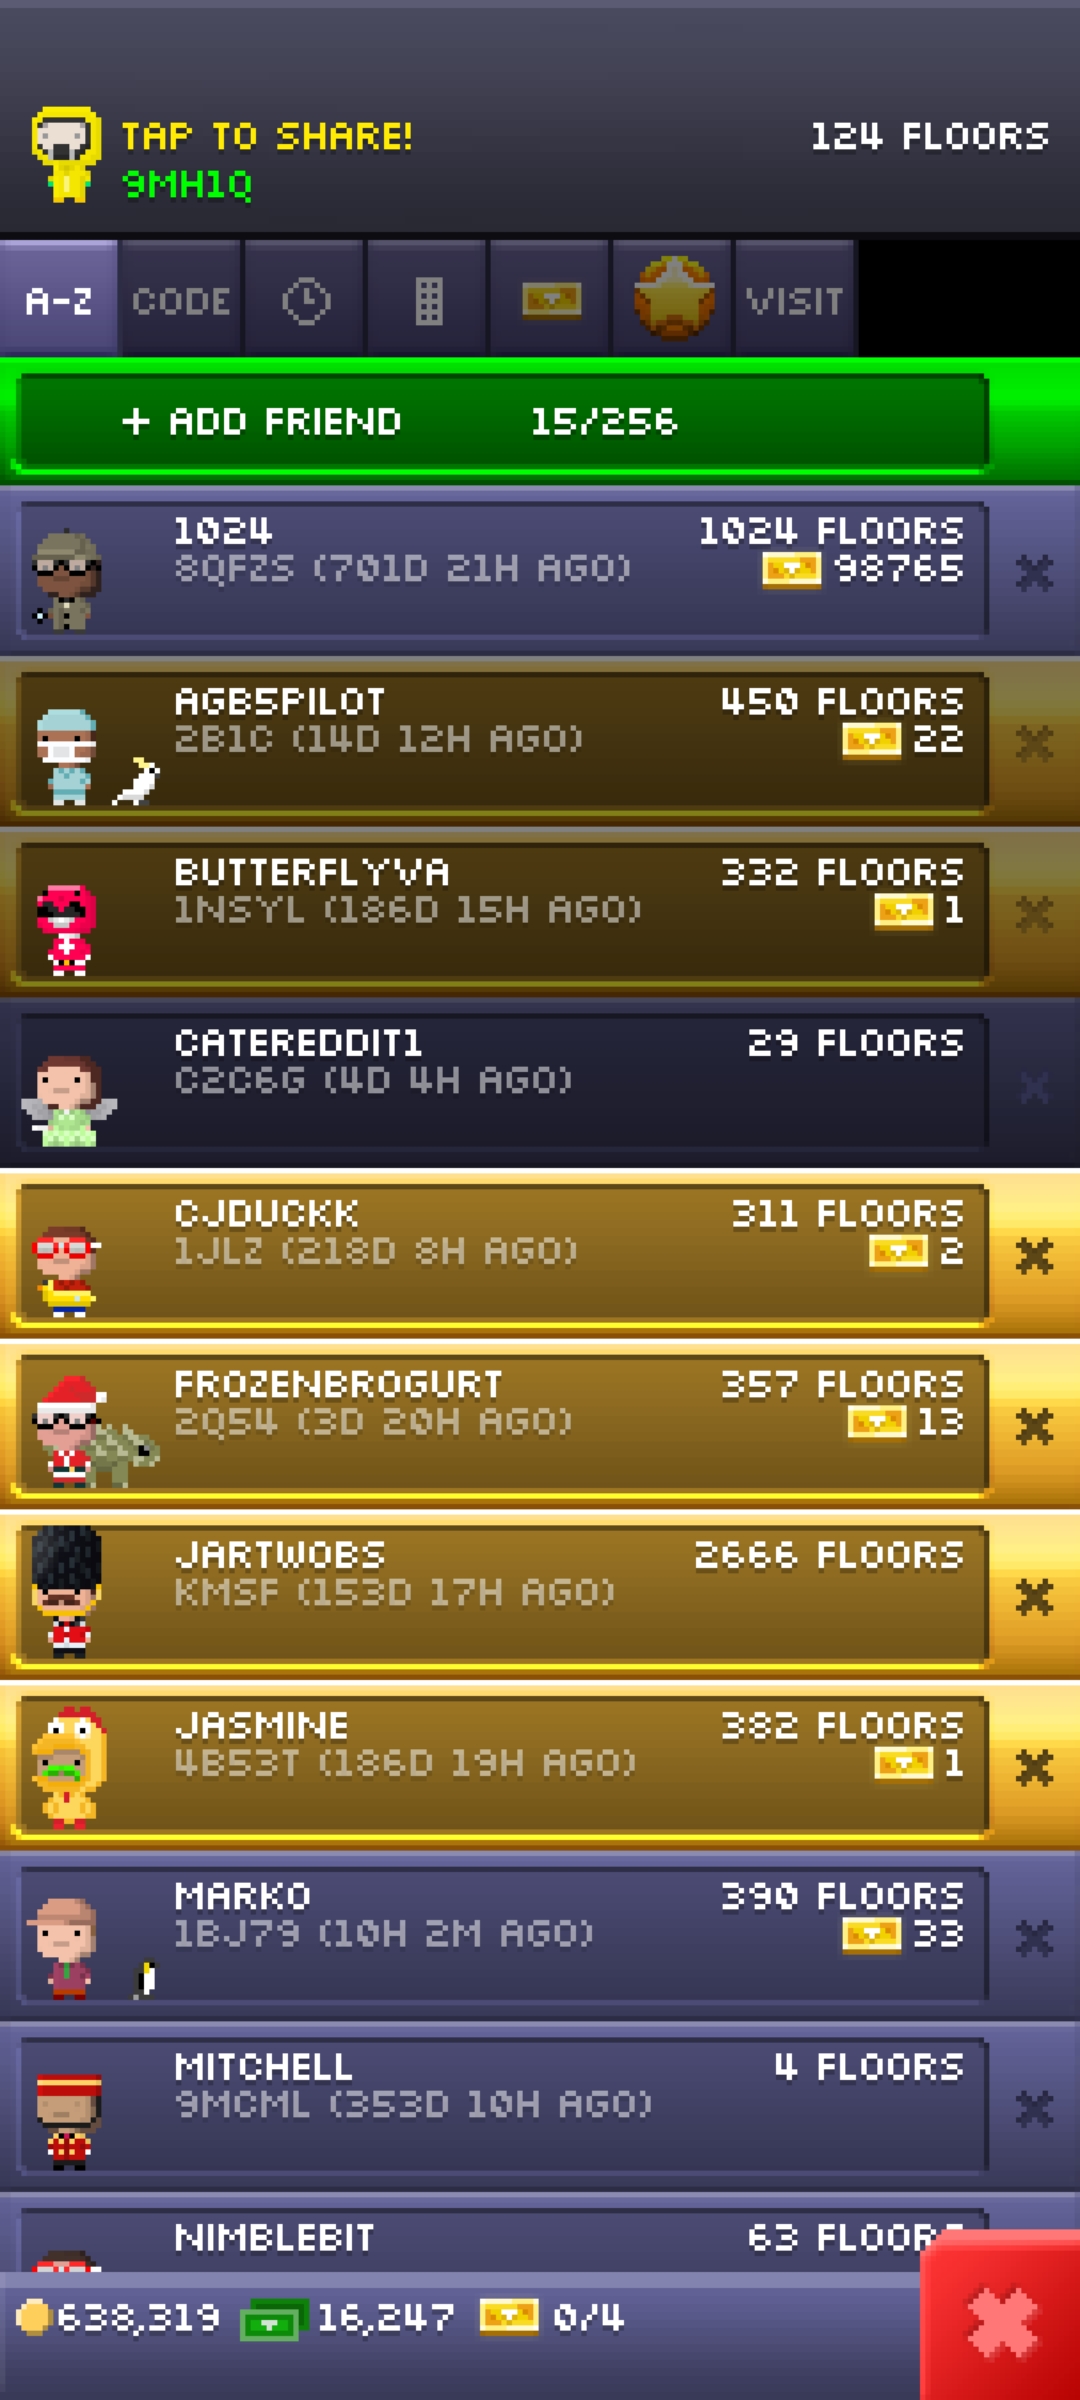 TAP TO SHARE!
124 FLOORS
9MH1Q
A-Z CODE VISIT
+ ADD FRIEND 15/256
1024 1024 FLOORS
8QFZS (701D 21H AGO) 98765
AGB5PILOT 450 FLOORS
2B1C (14D 12H AGO) 22
BUTTERFLYVA 332 FLOORS
1NSYL (186D 15H AGO) 1
CATEREDDIT1 29 FLOORS
C2C6G (4D 4H AGO)
CJDUCKK 311 FLOORS
1JLZ (218D 8H AGO) 2
FROZENBROGURT 357 FLOORS
2Q54 (3D 20H AGO) 13
JARTWOBS 2666 FLOORS
KMSF (153D 17H AGO)
JASMINE 382 FLOORS
4B53T (186D 19H AGO) 1
MARKO 390 FLOORS
1BJ79 (10H 2M AGO) 33
MITCHELL 4 FLOORS
9MCML (353D 10H AGO)
NIMBLEBIT 63 FLOORS
638,319 16,247 0/4